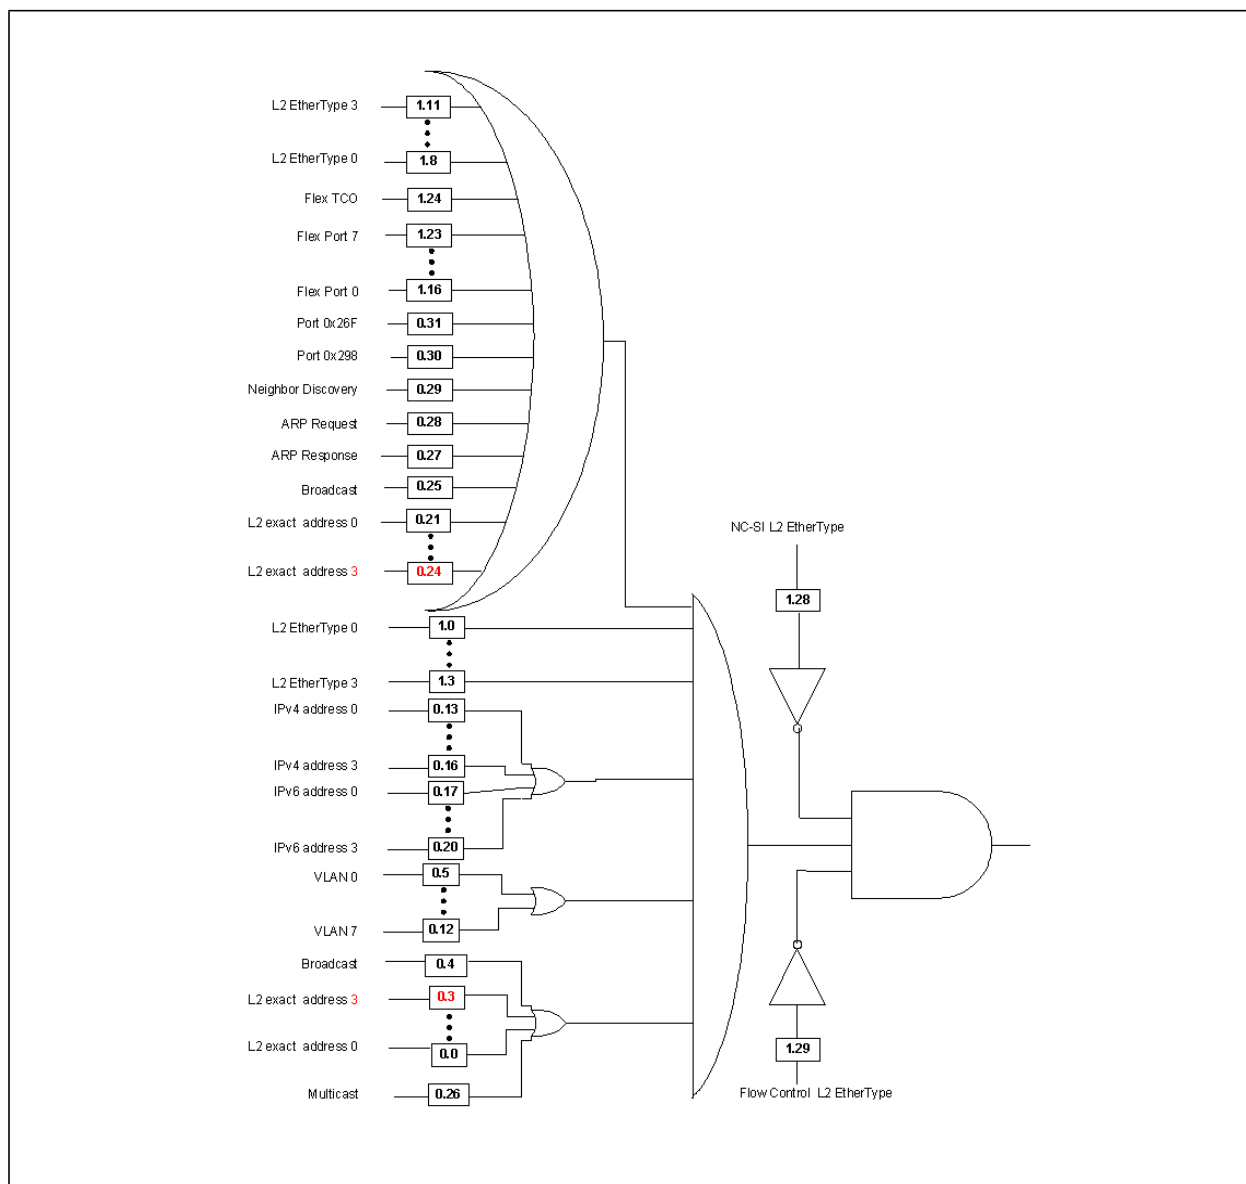 L2 EtherType 3 1.11
L2 EtherType 0 1.8
Flex TCO 1.24
Flex Port 7 1.23
Flex Port 0 1.16
Port 0x26F 0.31
Port 0x298 0.30
Neighbor Discovery 0.29
ARP Request 0.28
ARP Response 0.27
Broadcast 0.25
L2 exact address 0 0.21
L2 exact address 3 0.24
NC-SI L2 EtherType
1.28
L2 EtherType 0 1.0
L2 EtherType 3 1.3
IPv4 address 0 0.13
IPv4 address 3 0.16
IPv6 address 0 0.17
IPv6 address 3 0.20
VLAN 0 0.5
VLAN 7 0.12
Broadcast 0.4
L2 exact address 3 0.3
L2 exact address 0 0.0
Multicast 0.26
1.29
Flow Control L2 EtherType